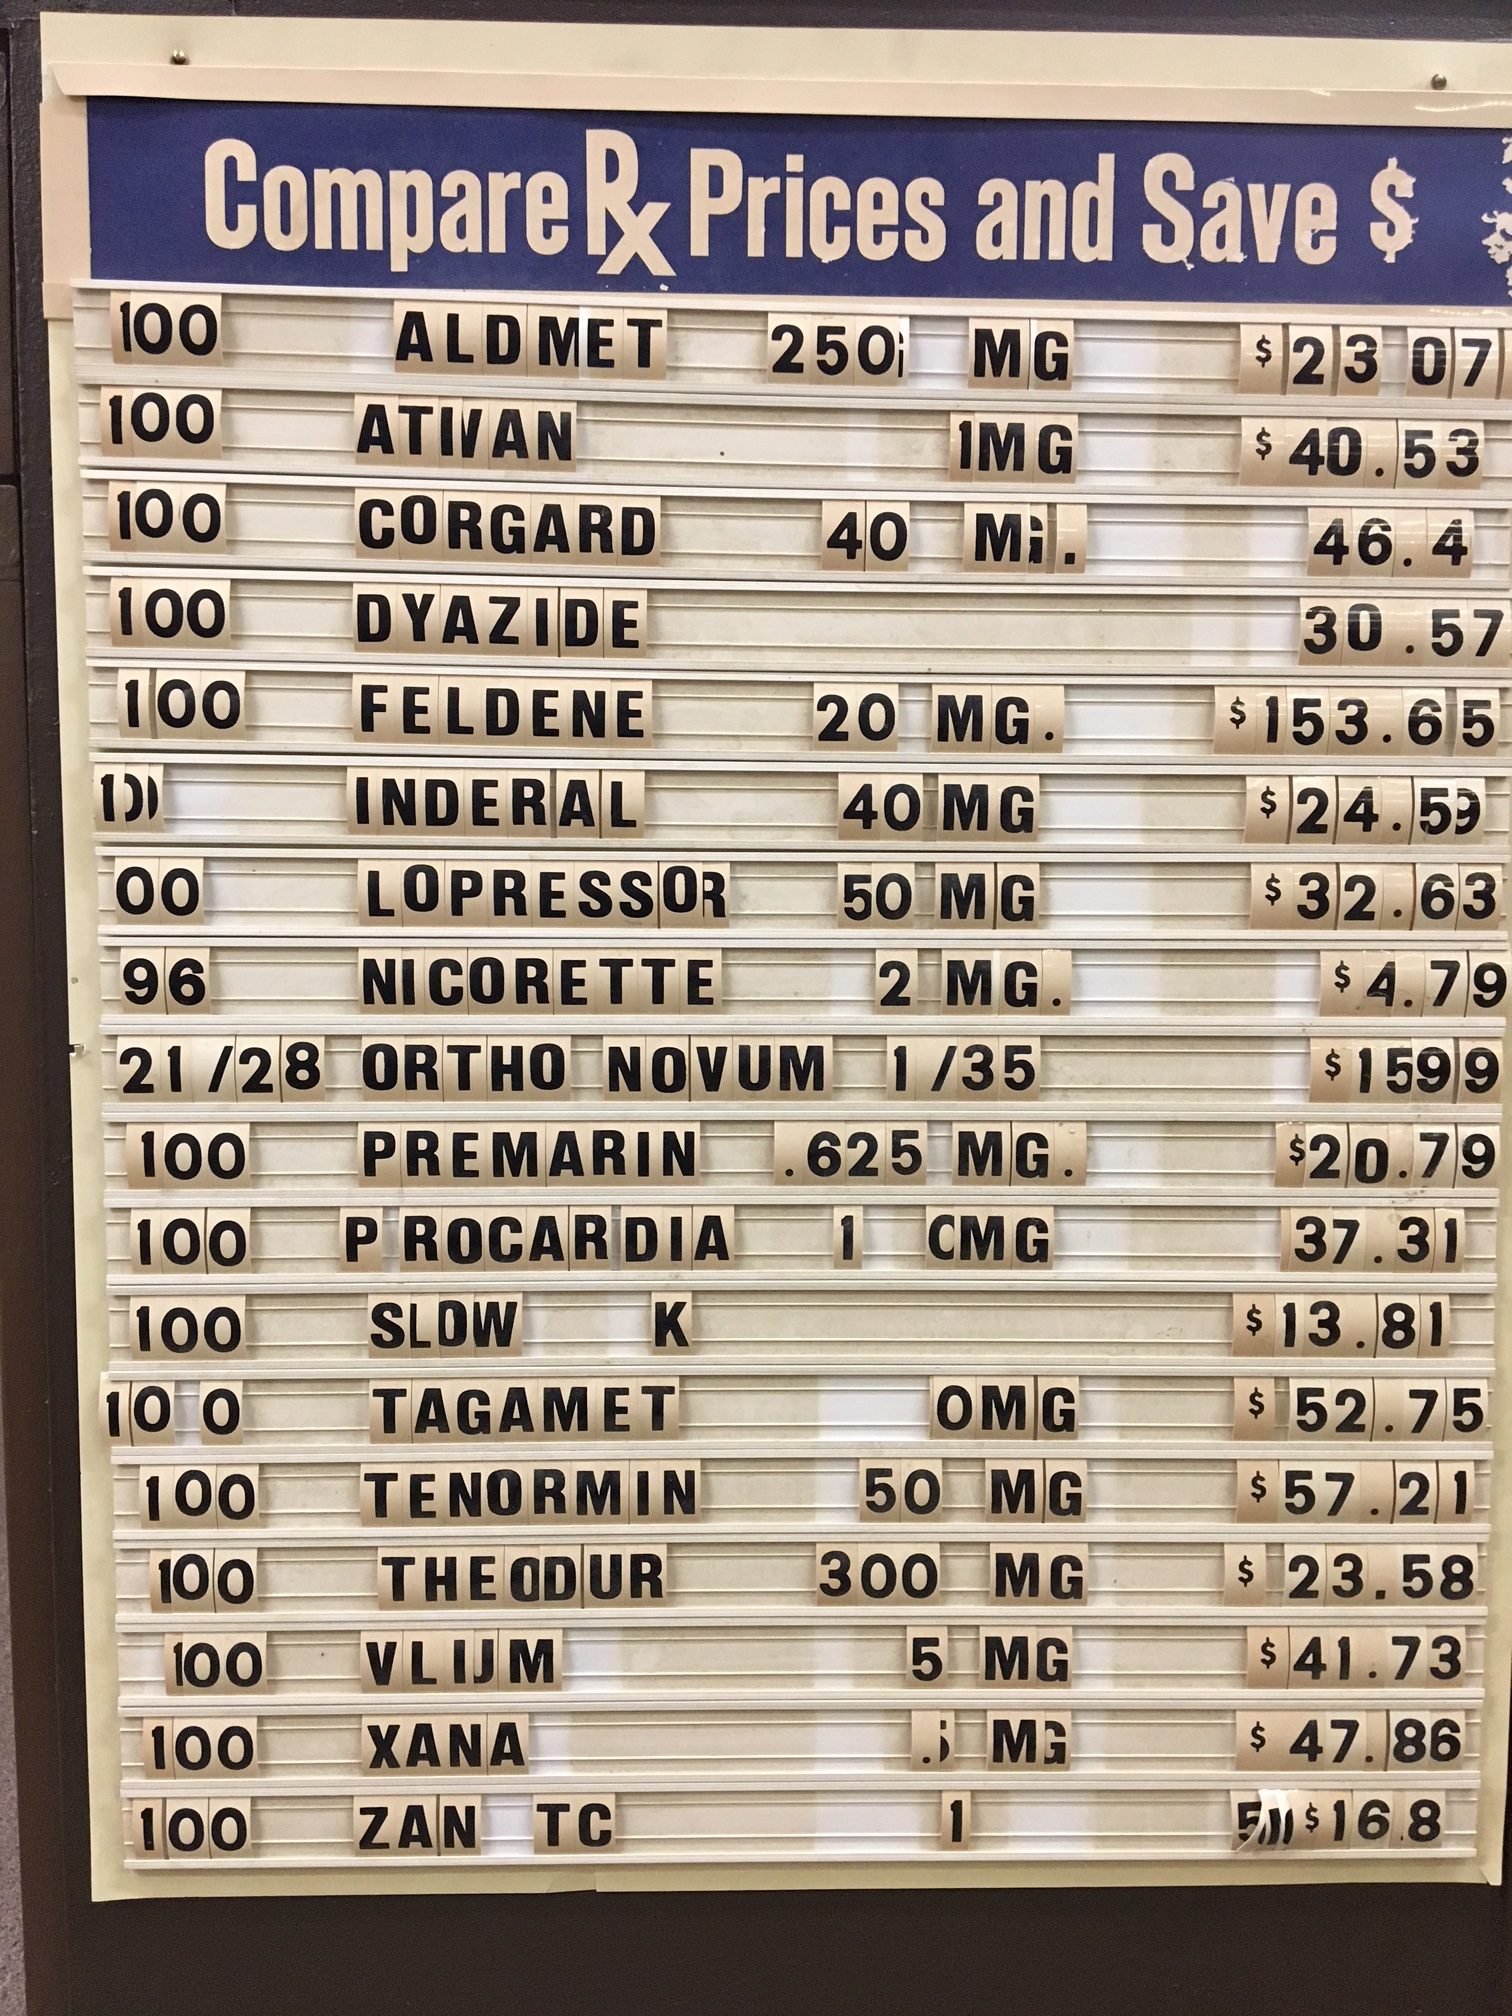 Compare Rx Prices and Save $
100 ALDMET 250 MG $23 07
100 ATIVAN 1MG $40.53
100 CORGARD 40 M 46.4
100 DYAZIDE 30.57
100 FELDENE 20 MG. $153.65
INDERAL 40 MG $24.59
00 LOPRESSOR 50 MG $32.63
96 NICORETTE 2 MG. $4.79
21/28 ORTHO NOVUM 1/35 $1599
100 PREMARIN .625 MG. $20.79
100 P ROCARDIA 1 0MG 37.31
100 SLOW K $13.81
10 0 TAGAMET 0MG $52.75
100 TENORMIN 50 MG $57.21
100 THEODUR 300 MG $23.58
100 VLIUM 5 MG $41.73
100 XANA .5 MG $47.86
100 ZAN TC 1 $16.8